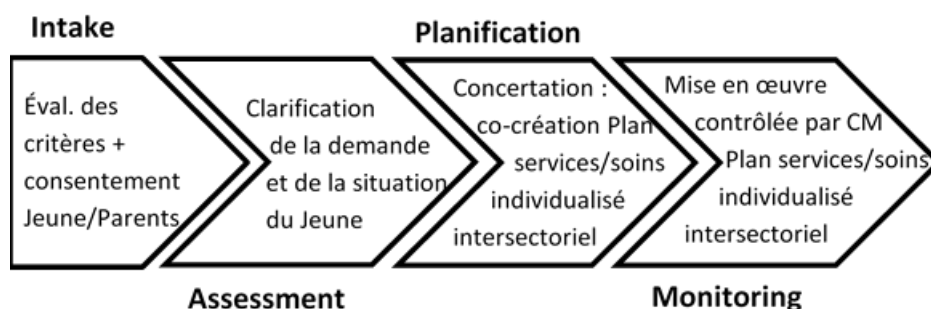 Intake
Planification
Éval. des
critères +
consentement
Jeune/Parents
Clarification
de la demande
et de la situation
du Jeune
Concertation :
co-création Plan
services/soins
individualisé
intersectoriel
Mise en œuvre
contrôlée par CM
Plan services/soins
individualisé
intersectoriel
Assessment
Monitoring